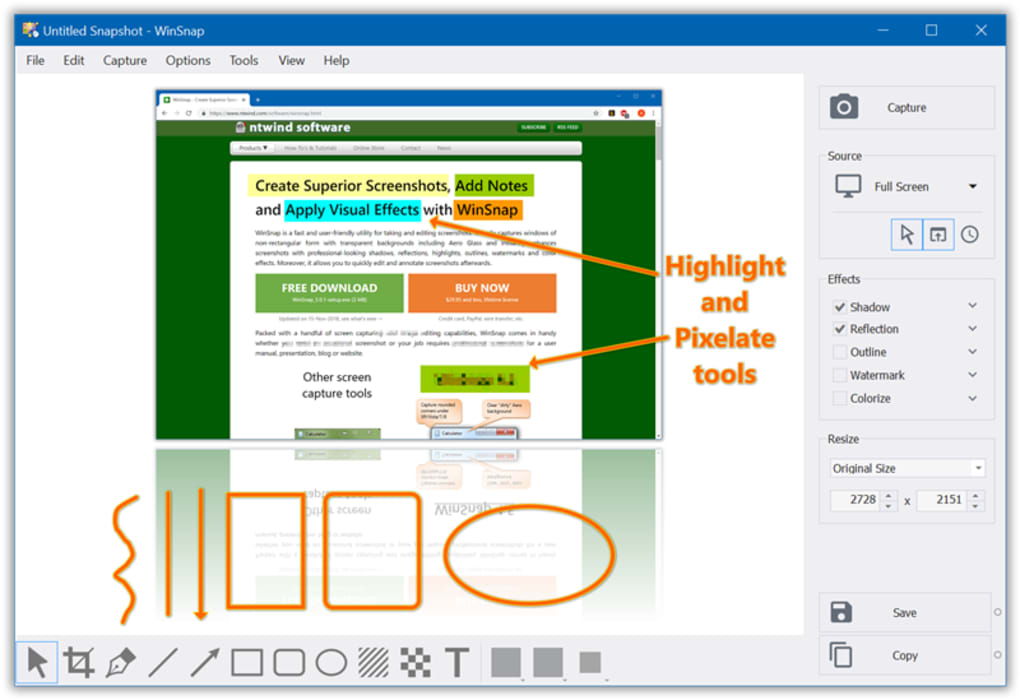 Untitled Snapshot - WinSnap
File Edit Capture Options Tools View Help
WinSnap - Create Superior Scree
https://www.ntwind.com/software/winsnap.html
ntwind software
SUBSCRIBE RSS FEED
Products ▼ How-To's & Tutorials Online Store Contact News
Create Superior Screenshots, Add Notes
and Apply Visual Effects with WinSnap
WinSnap is a fast and user-friendly utility for taking and editing screenshots. captures windows of
non-rectangular form with transparent backgrounds including Aero Glass and enhances
screenshots with professional-looking shadows, reflections, highlights, outlines, watermarks and color
effects. Moreover, it allows you to quickly edit and annotate screenshots afterwards.
FREE DOWNLOAD
WinSnap, 5.0.1-setup.exe (3 MB)
BUY NOW
$29.95 and less, lifetime license
Updated on 15-Nov-2018, see what's new
Credit card, PayPal, wire transfer, etc.
Packed with a handful of screen capturing editing capabilities, WinSnap comes in handy
whether screenshot or your job requires for a user
manual, presentation, blog or website.
Other screen
capture tools
Capture rounded
corners under
Clear "dirty" Aero
background
Calculator
Calculator
Highlight
and
Pixelate
tools
Capture
Source
Full Screen
Effects
Shadow
Reflection
Outline
Watermark
Colorize
Resize
Original Size
2728 x 2151
Save
Copy
T